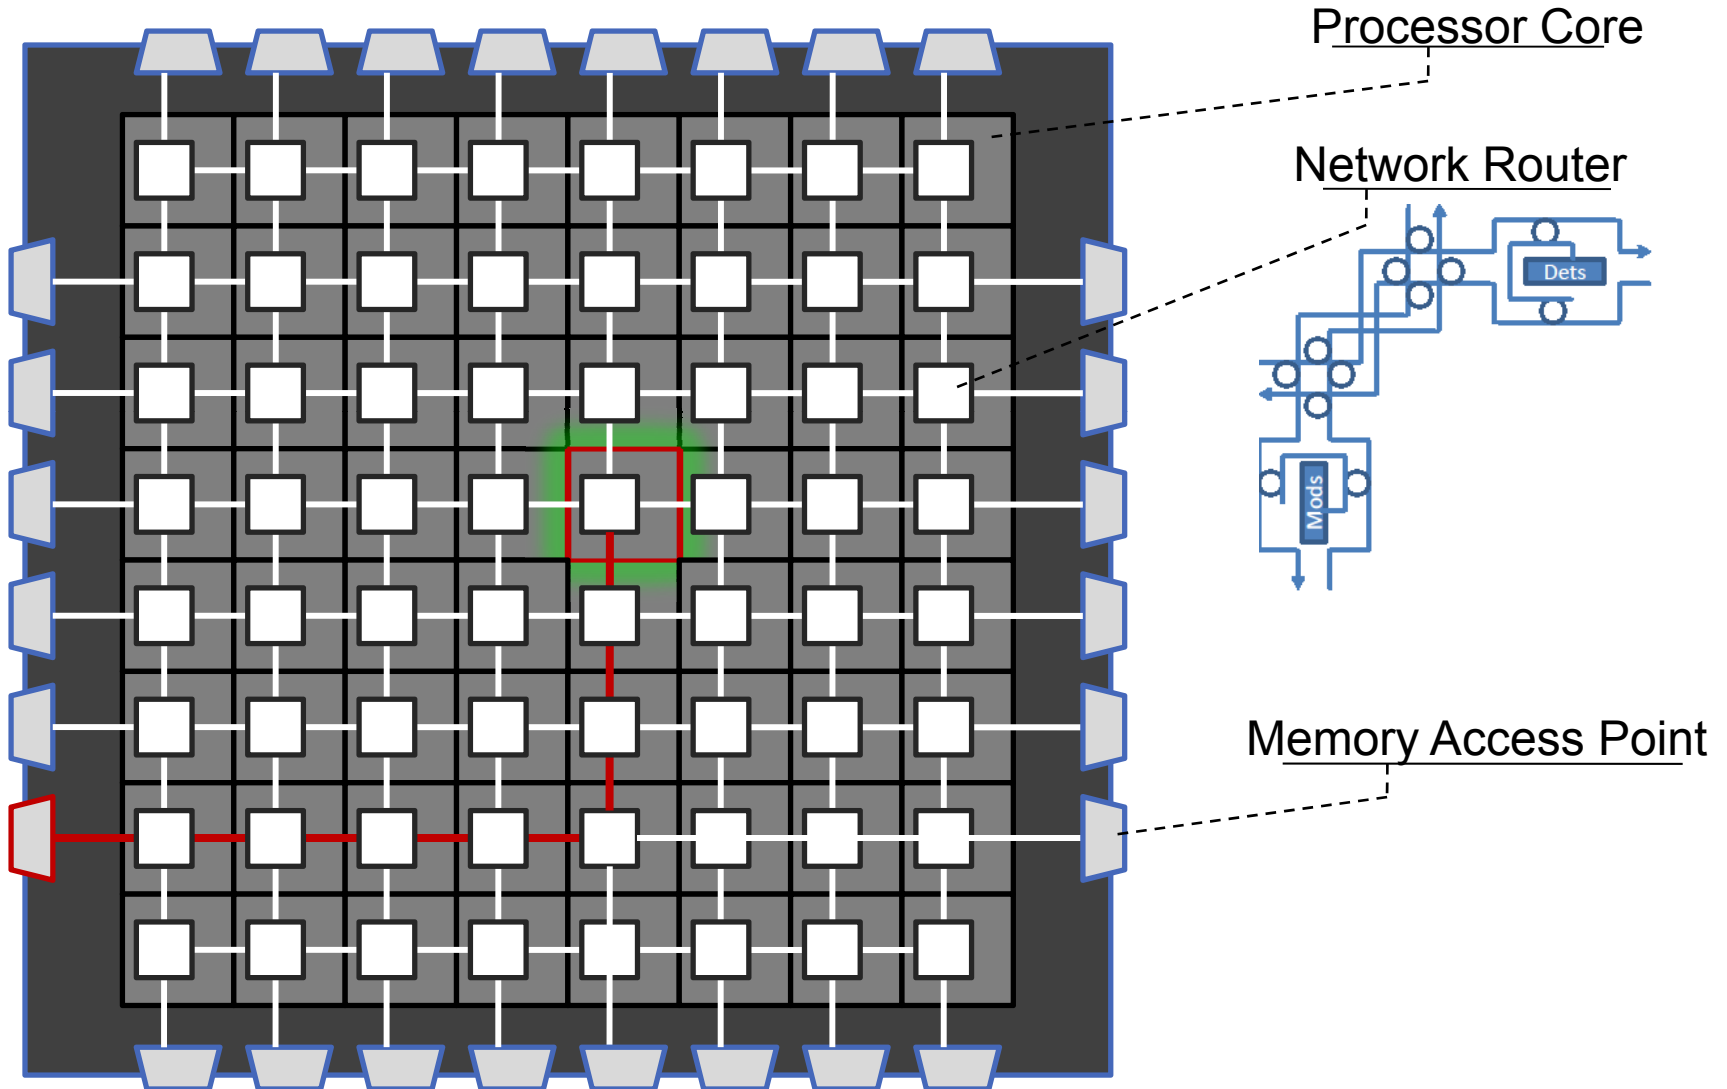 Processor Core
Network Router
Dets
Mods
Memory Access Point